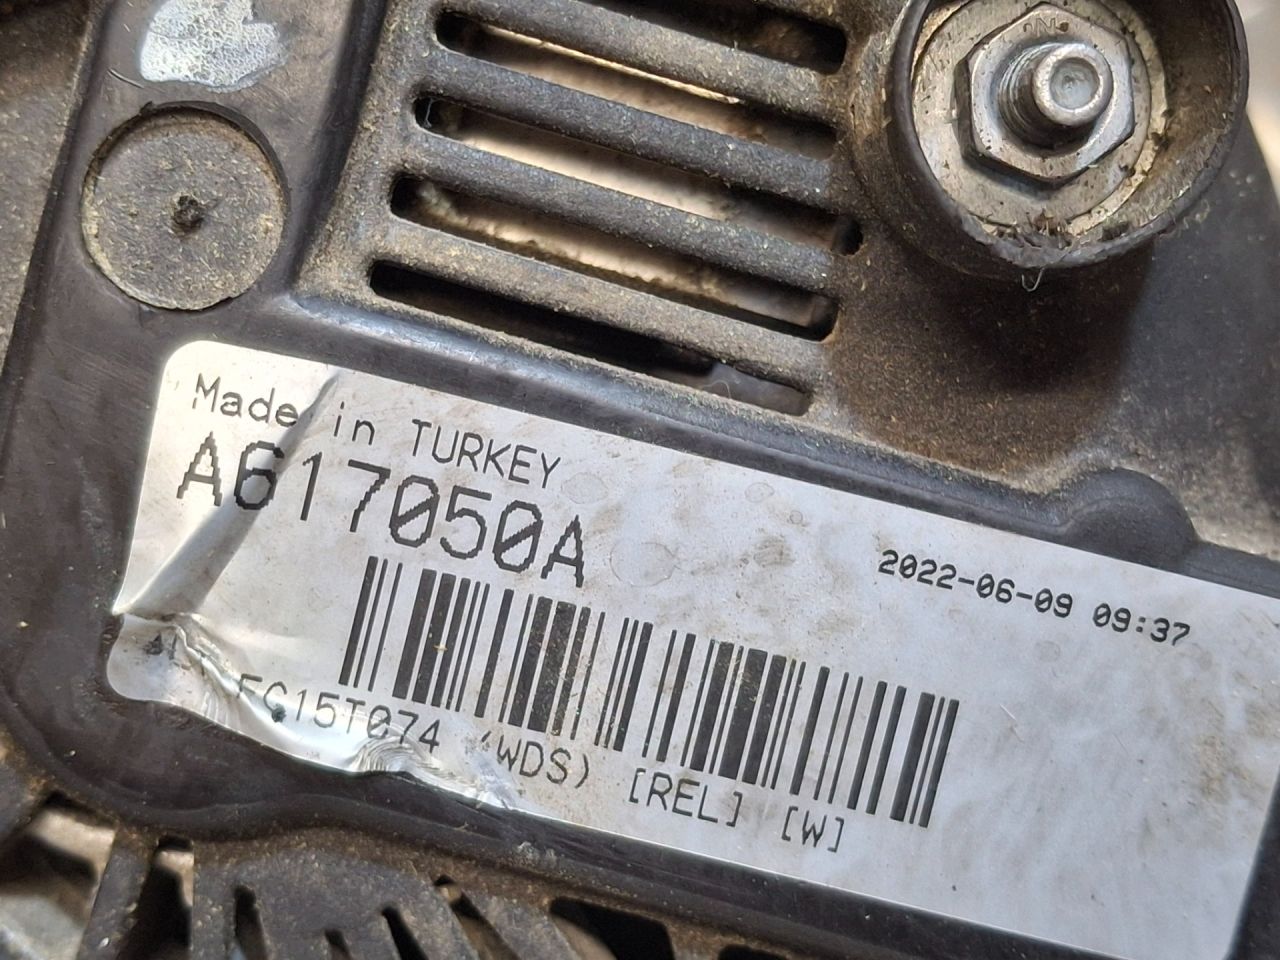 Made in TURKEY
A617050A
2022-06-09 09:37
FC15T074 (WDS) [REL] [W]